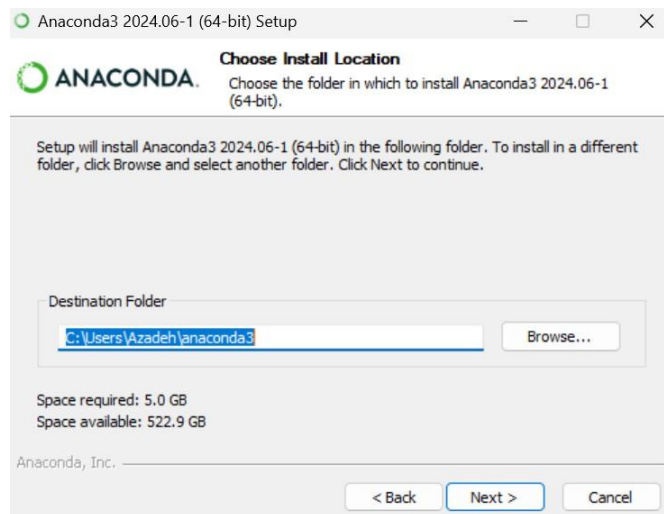 Anaconda3 2024.06-1 (64-bit) Setup
ANACONDA.
Choose Install Location
Choose the folder in which to install Anaconda3 2024.06-1
(64-bit).
Setup will install Anaconda3 2024.06-1 (64-bit) in the following folder. To install in a different
folder, click Browse and select another folder. Click Next to continue.
Destination Folder
C:\Users\Azadeh\anaconda3
Browse...
Space required: 5.0 GB
Space available: 522.9 GB
Anaconda, Inc.
< Back
Next >
Cancel